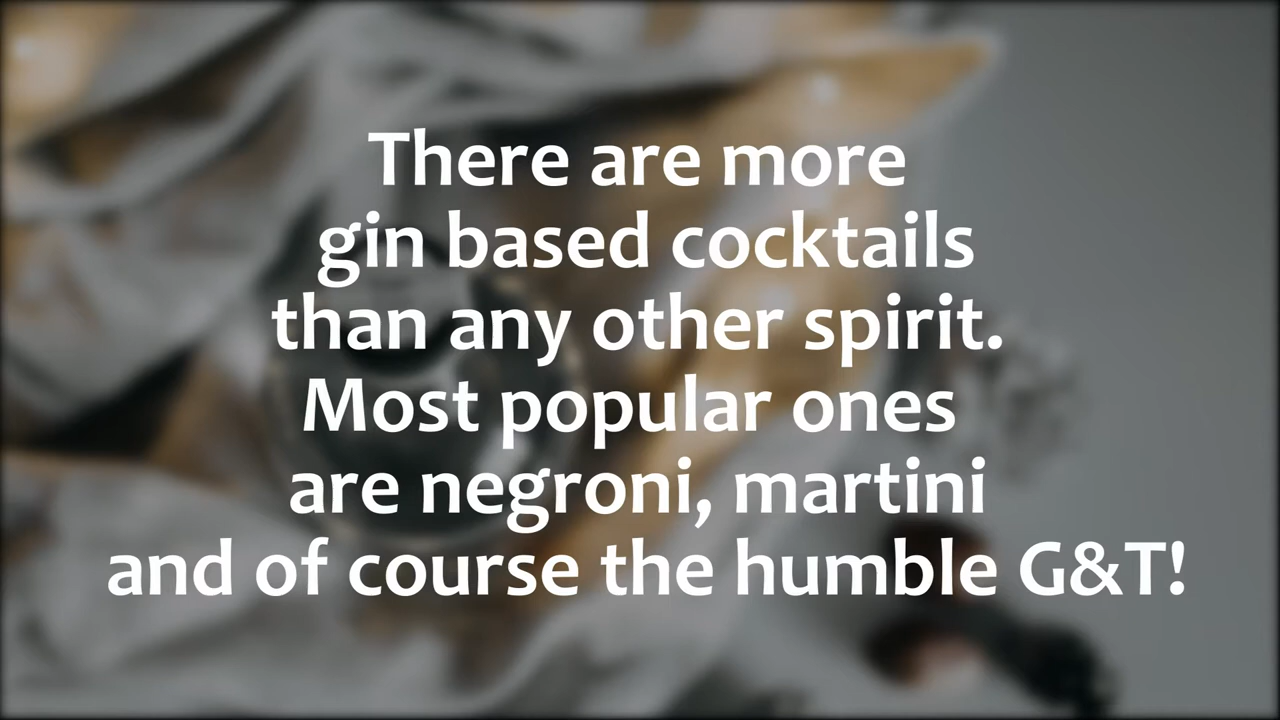 There are more
gin based cocktails
than any other spirit.
Most popular ones
are negroni, martini
and of course the humble G&T!